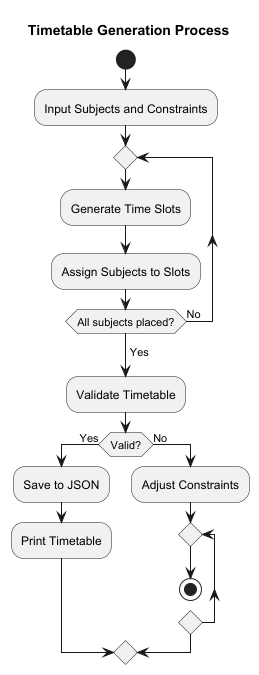 Timetable Generation Process
Input Subjects and Constraints
Generate Time Slots
Assign Subjects to Slots
All subjects placed?
No
Yes
Validate Timetable
Yes
Valid?
No
Save to JSON
Adjust Constraints
Print Timetable